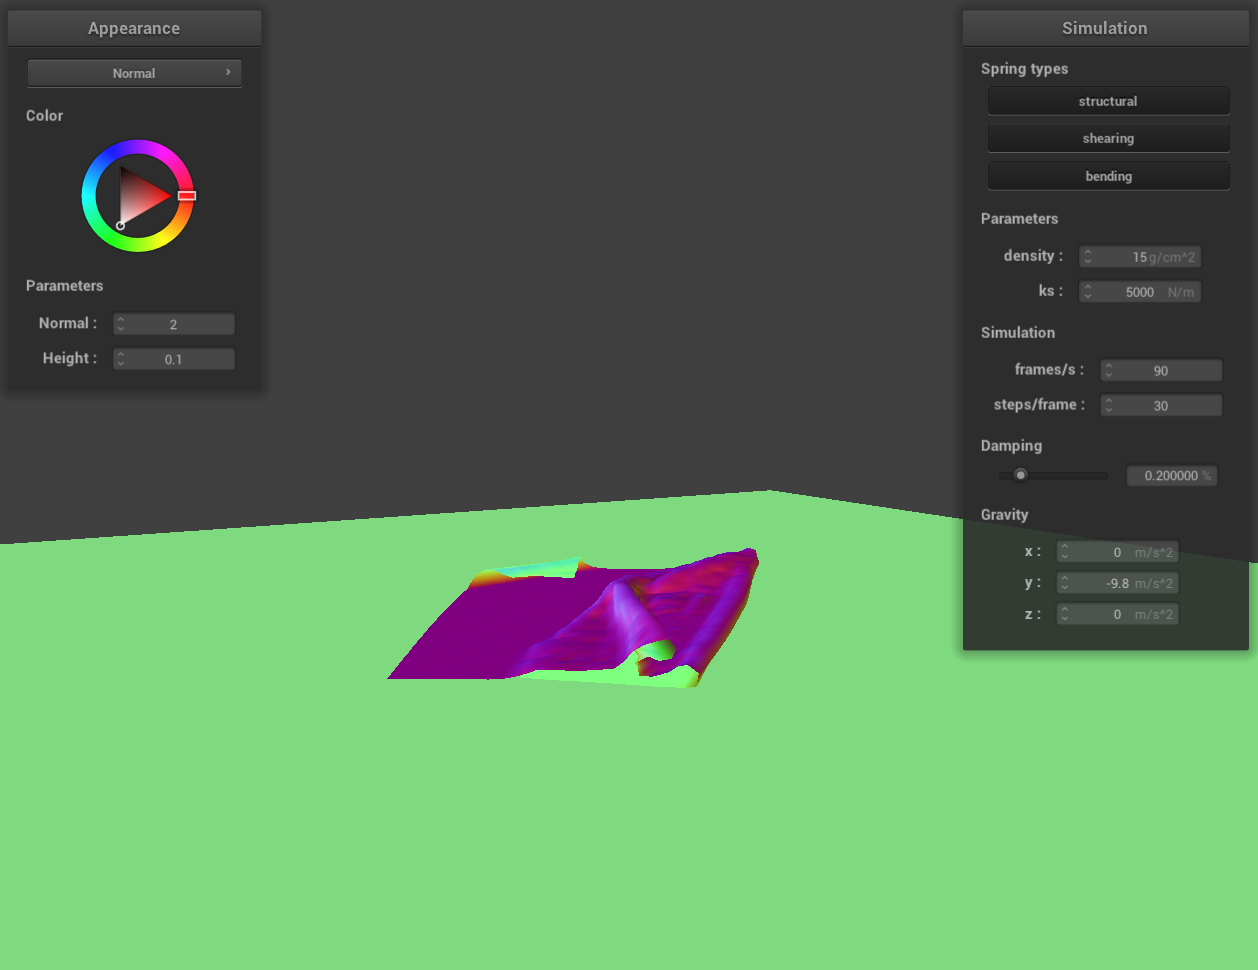 Appearance
Normal ›
Color
Parameters
Normal : 2
Height : 0.1
Simulation
Spring types
structural
shearing
bending
Parameters
density : 15 g/cm^2
ks : 5000 N/m
Simulation
frames/s : 90
steps/frame : 30
Damping
0.200000 %
Gravity
x : 0 m/s^2
y : -9.8 m/s^2
z : 0 m/s^2